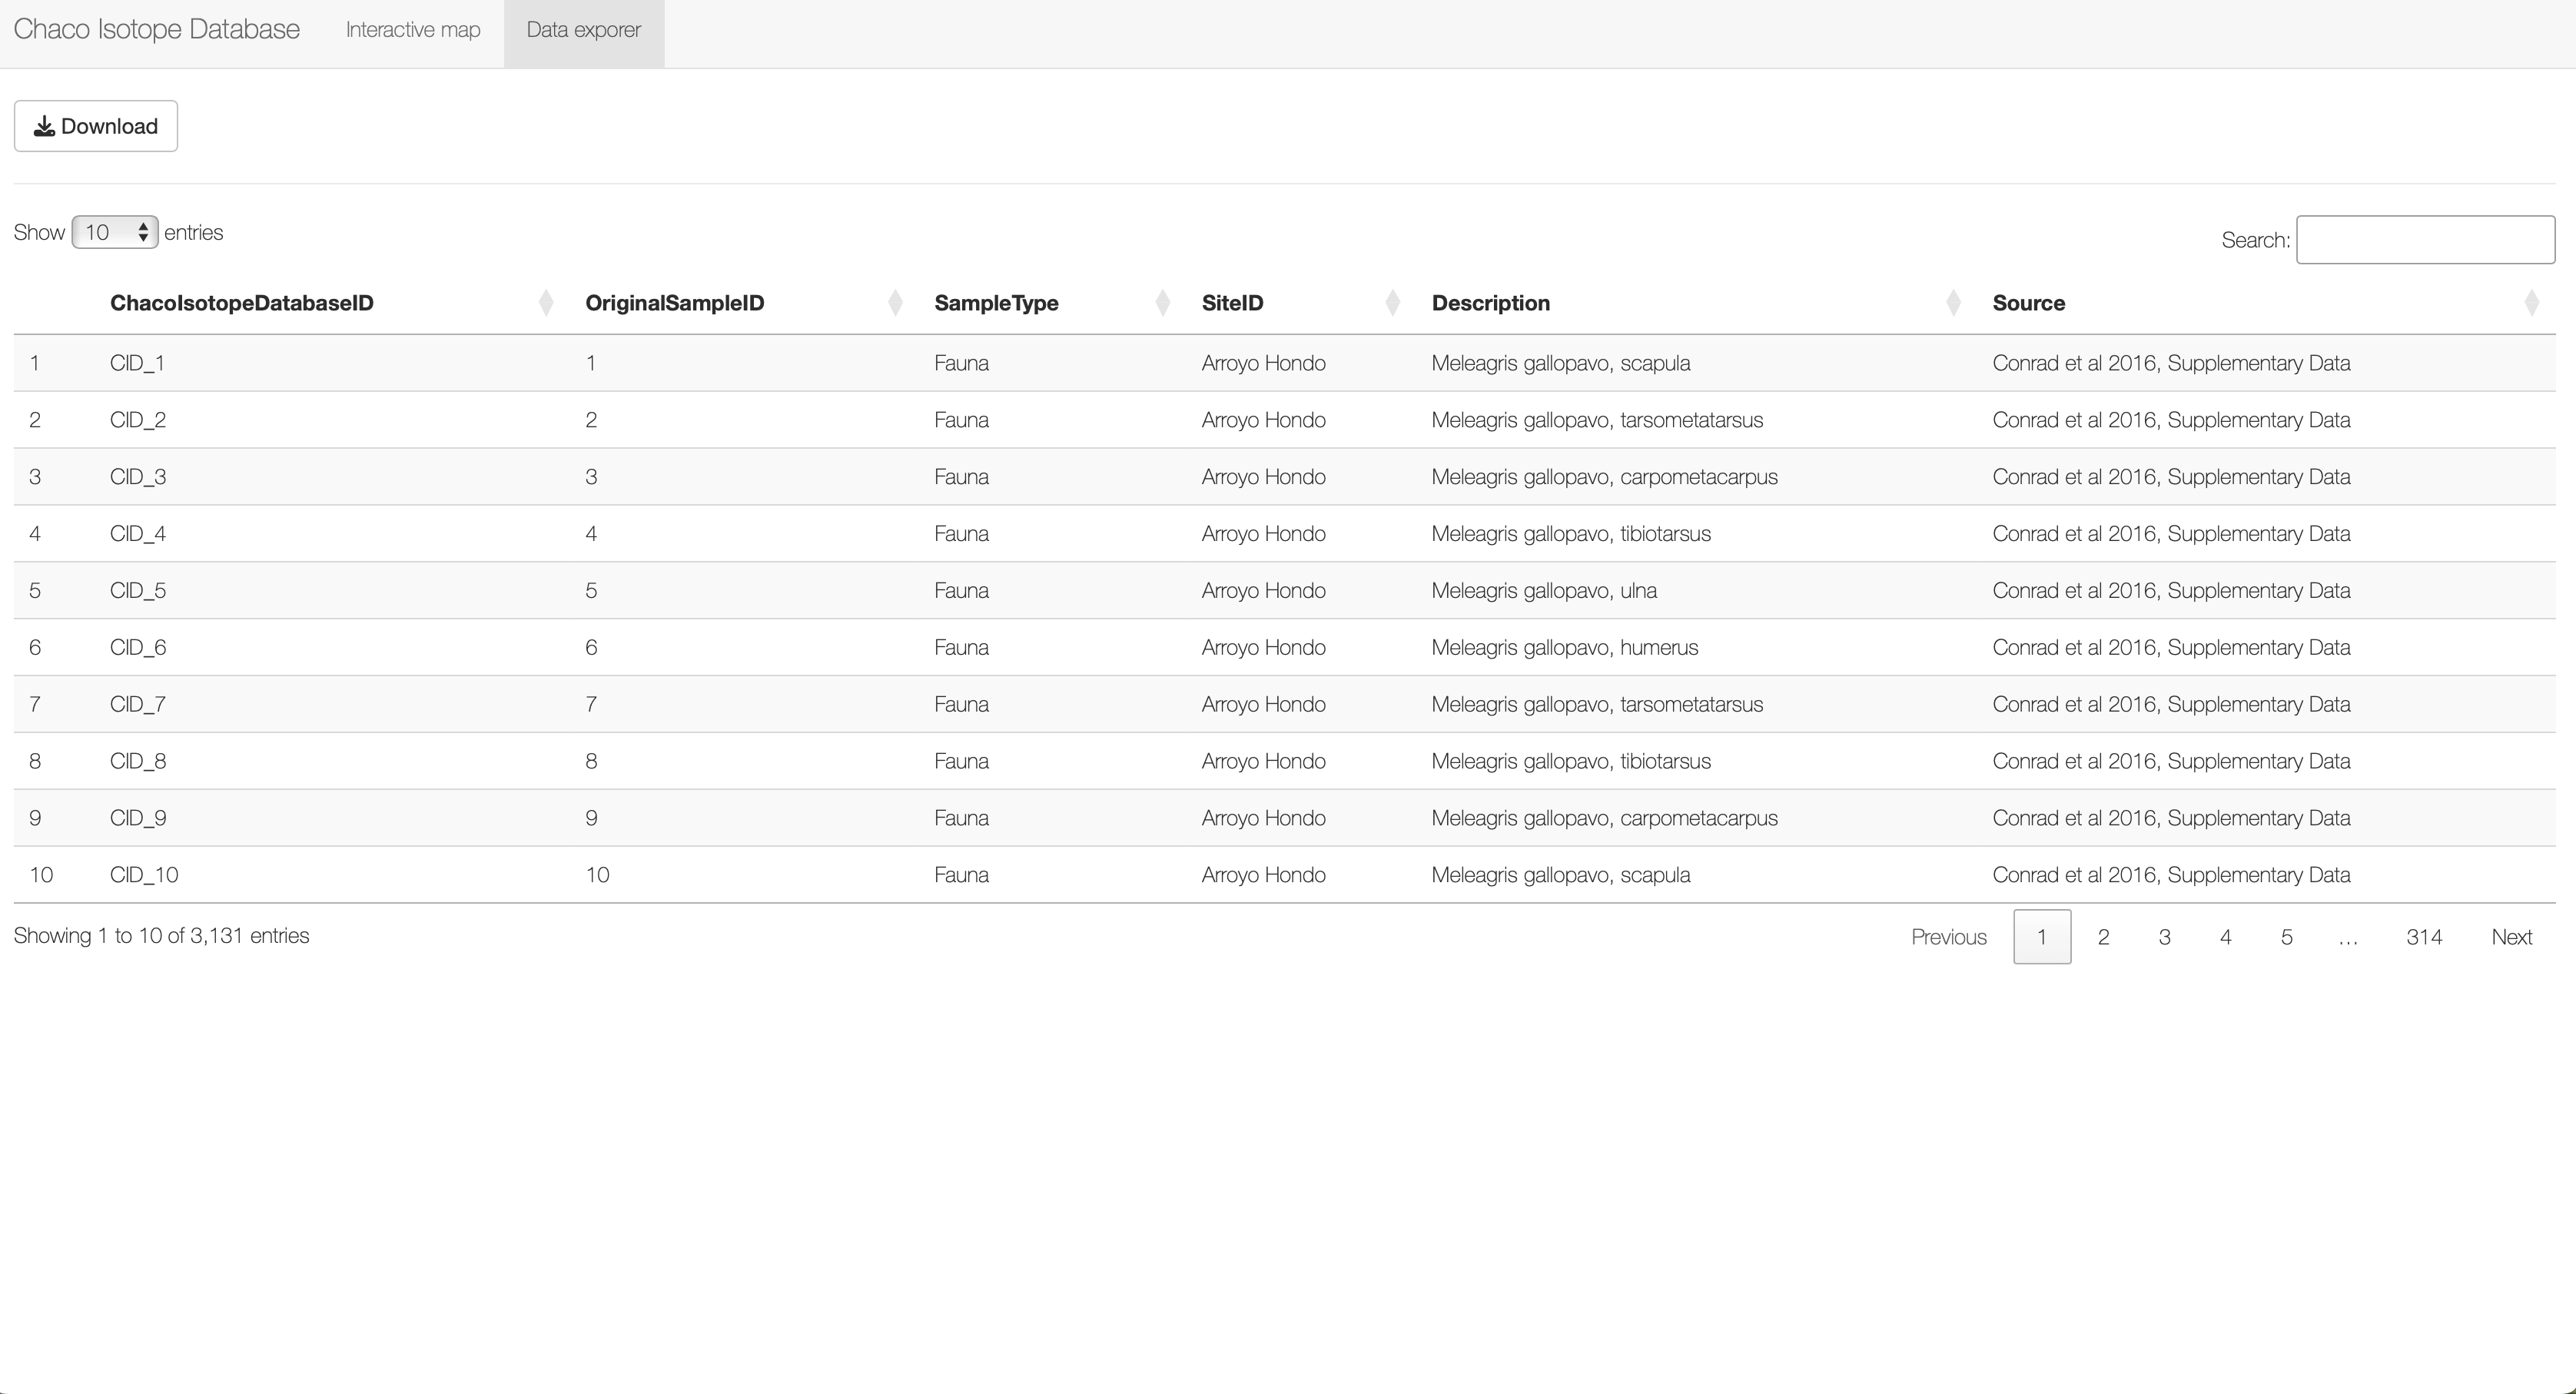 Chaco Isotope Database Interactive map Data exporer
Download
Show 10 entries
Search:
ChacoIsotopeDatabaseID OriginalSampleID SampleType SiteID Description Source
1 CID_1 1 Fauna Arroyo Hondo Meleagris gallopavo, scapula Conrad et al 2016, Supplementary Data
2 CID_2 2 Fauna Arroyo Hondo Meleagris gallopavo, tarsometatarsus Conrad et al 2016, Supplementary Data
3 CID_3 3 Fauna Arroyo Hondo Meleagris gallopavo, carpometacarpus Conrad et al 2016, Supplementary Data
4 CID_4 4 Fauna Arroyo Hondo Meleagris gallopavo, tibiotarsus Conrad et al 2016, Supplementary Data
5 CID_5 5 Fauna Arroyo Hondo Meleagris gallopavo, ulna Conrad et al 2016, Supplementary Data
6 CID_6 6 Fauna Arroyo Hondo Meleagris gallopavo, humerus Conrad et al 2016, Supplementary Data
7 CID_7 7 Fauna Arroyo Hondo Meleagris gallopavo, tarsometatarsus Conrad et al 2016, Supplementary Data
8 CID_8 8 Fauna Arroyo Hondo Meleagris gallopavo, tibiotarsus Conrad et al 2016, Supplementary Data
9 CID_9 9 Fauna Arroyo Hondo Meleagris gallopavo, carpometacarpus Conrad et al 2016, Supplementary Data
10 CID_10 10 Fauna Arroyo Hondo Meleagris gallopavo, scapula Conrad et al 2016, Supplementary Data
Showing 1 to 10 of 3,131 entries
Previous 1 2 3 4 5 … 314 Next